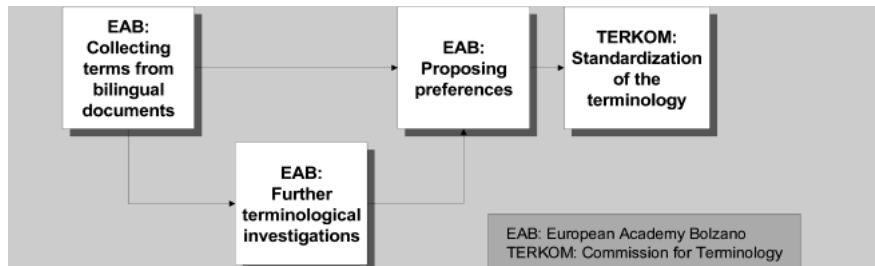 EAB:
Collecting
terms from
bilingual
documents
EAB:
Proposing
preferences
TERKOM:
Standardization
of the
terminology
EAB:
Further
terminological
investigations
EAB: European Academy Bolzano
TERKOM: Commission for Terminology